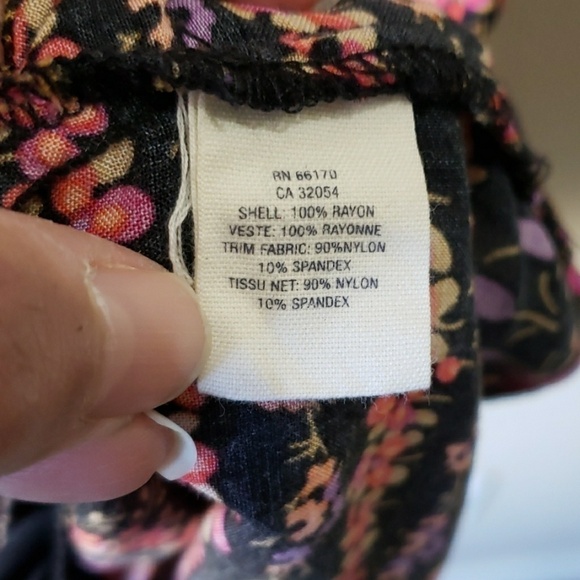 RN 66170
CA 32054
SHELL: 100% RAYON
VESTE: 100% RAYONNE
TRIM FABRIC: 90%NYLON
10% SPANDEX
TISSU NET: 90% NYLON
10% SPANDEX